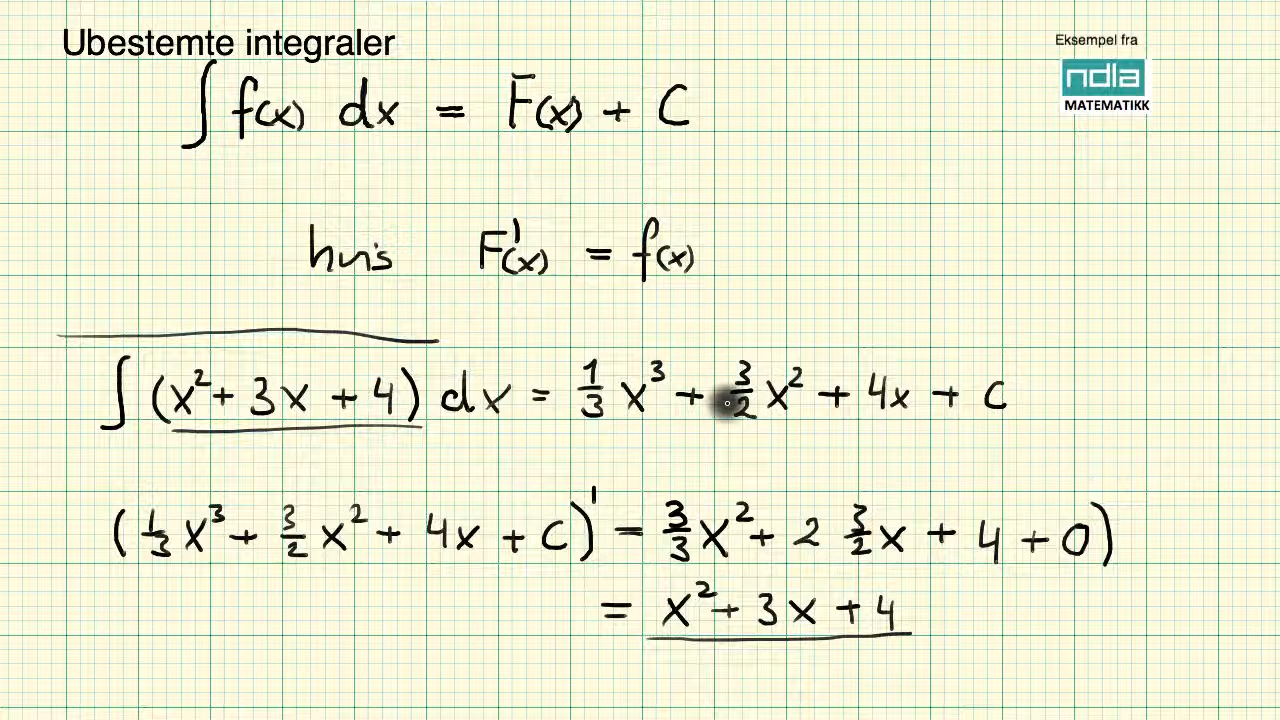 Ubestemte integraler
Eksempel fra
ndla
MATEMATIKK
∫ f(x) dx = F(x) + C
hvis F'(x) = f(x)
∫ (x² + 3x + 4) dx = 1/3 x³ + 3/2 x² + 4x + C
(1/3 x³ + 3/2 x² + 4x + C)' = 3/3 x² + 2 3/2 x + 4 + 0)
= x² + 3x + 4